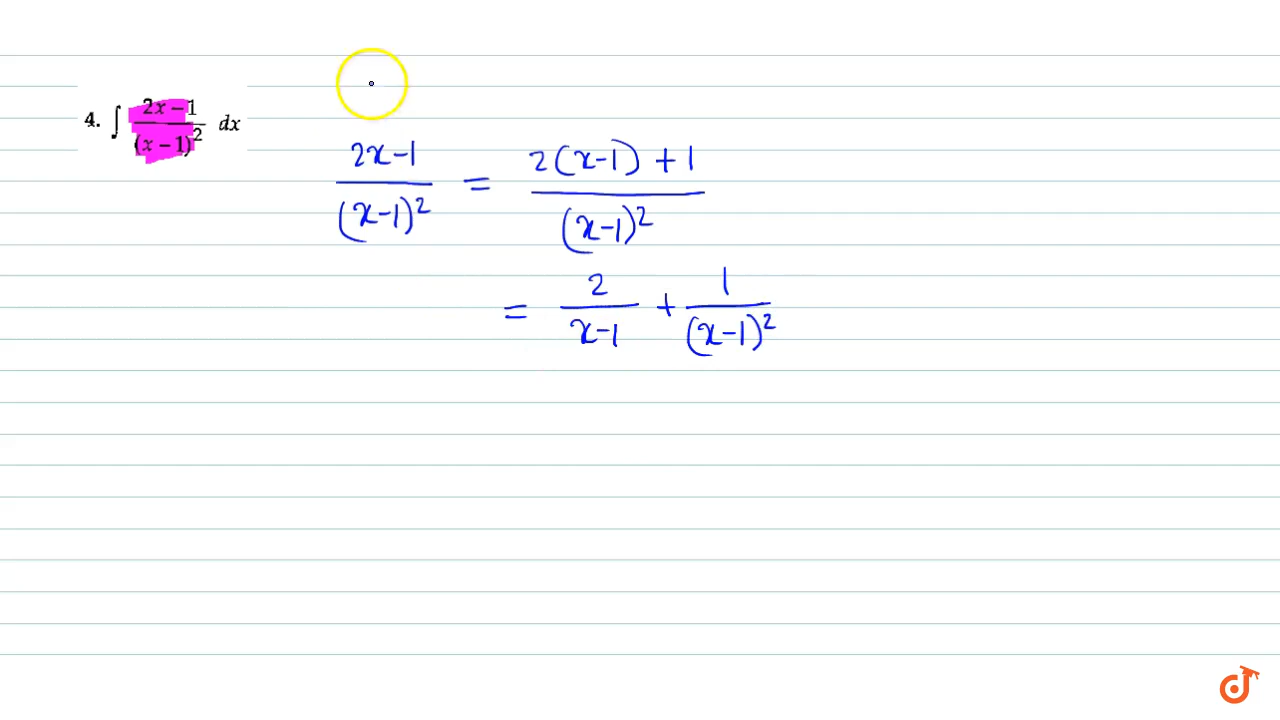 4. ∫ 2x – 1 / (x – 1)² dx
2x-1 / (x-1)² = 2(x-1) + 1 / (x-1)²
= 2 / x-1 + 1 / (x-1)²